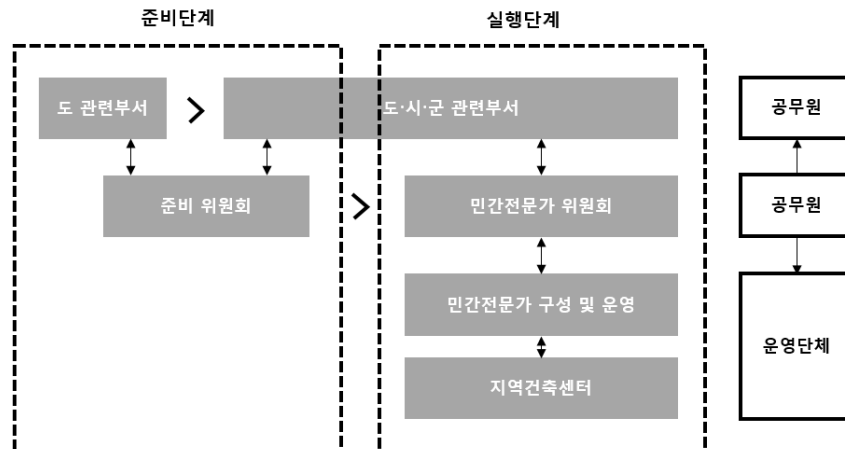 준비단계
실행단계
도 관련부서
도·시·군 관련부서
공무원
준비 위원회
민간전문가 위원회
공무원
민간전문가 구성 및 운영
운영단체
지역건축센터